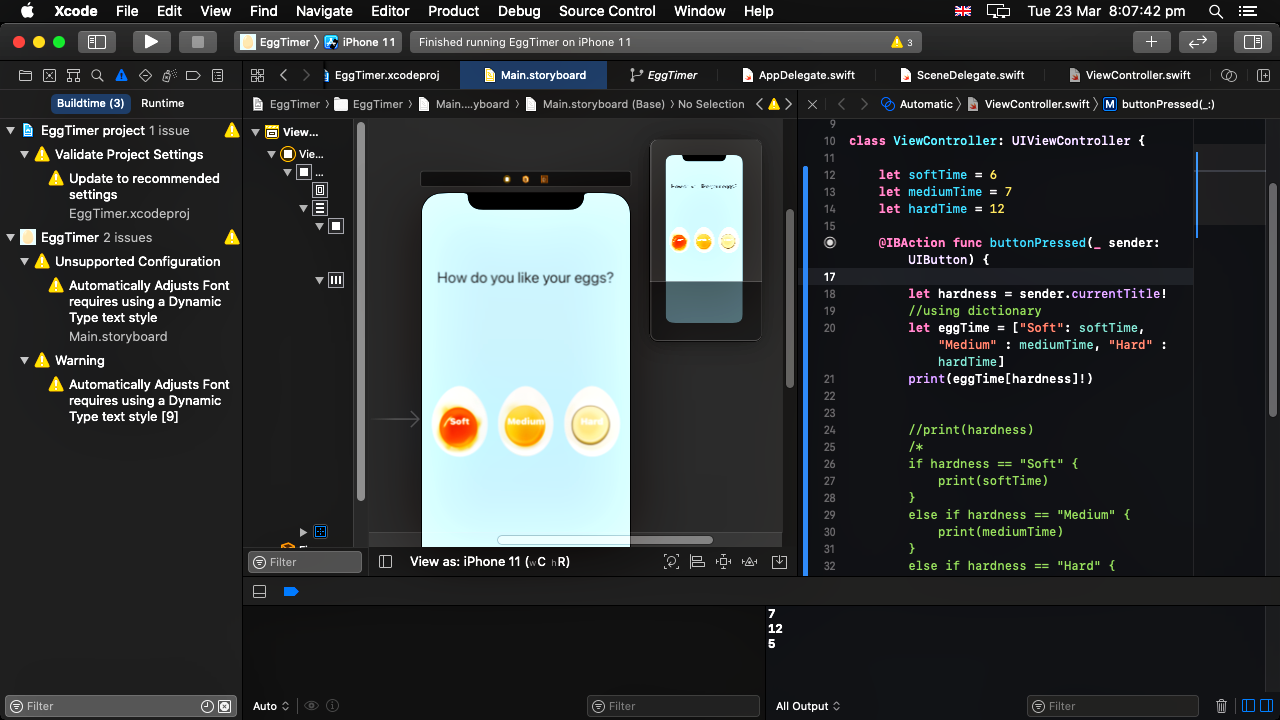 Xcode File Edit View Find Navigate Editor Product Debug Source Control Window Help Tue 23 Mar 8:07:42 pm
EggTimer iPhone 11 Finished running EggTimer on iPhone 11 3
EggTimer.xcodeproj Main.storyboard EggTimer AppDelegate.swift SceneDelegate.swift ViewController.swift
Buildtime (3) Runtime
EggTimer EggTimer Main....yboard Main.storyboard (Base) No Selection
Automatic ViewController.swift M buttonPressed(_:)
EggTimer project 1 issue
Validate Project Settings
Update to recommended
settings
EggTimer.xcodeproj
EggTimer 2 issues
Unsupported Configuration
Automatically Adjusts Font
requires using a Dynamic
Type text style
Main.storyboard
Warning
Automatically Adjusts Font
requires using a Dynamic
Type text style [9]
Filter
View...
Vie...
...
Filter
How do you like your eggs?
Soft Medium Hard
View as: iPhone 11 (wC hR)
9
10 class ViewController: UIViewController {
11
12 let softTime = 6
13 let mediumTime = 7
14 let hardTime = 12
15
@IBAction func buttonPressed(_ sender:
UIButton) {
17
18 let hardness = sender.currentTitle!
19 //using dictionary
20 let eggTime = ["Soft": softTime,
"Medium" : mediumTime, "Hard" :
hardTime]
21 print(eggTime[hardness]!)
22
23
24 //print(hardness)
25 /*
26 if hardness == "Soft" {
27 print(softTime)
28 }
29 else if hardness == "Medium" {
30 print(mediumTime)
31 }
32 else if hardness == "Hard" {
7
12
5
Auto Filter
All Output Filter